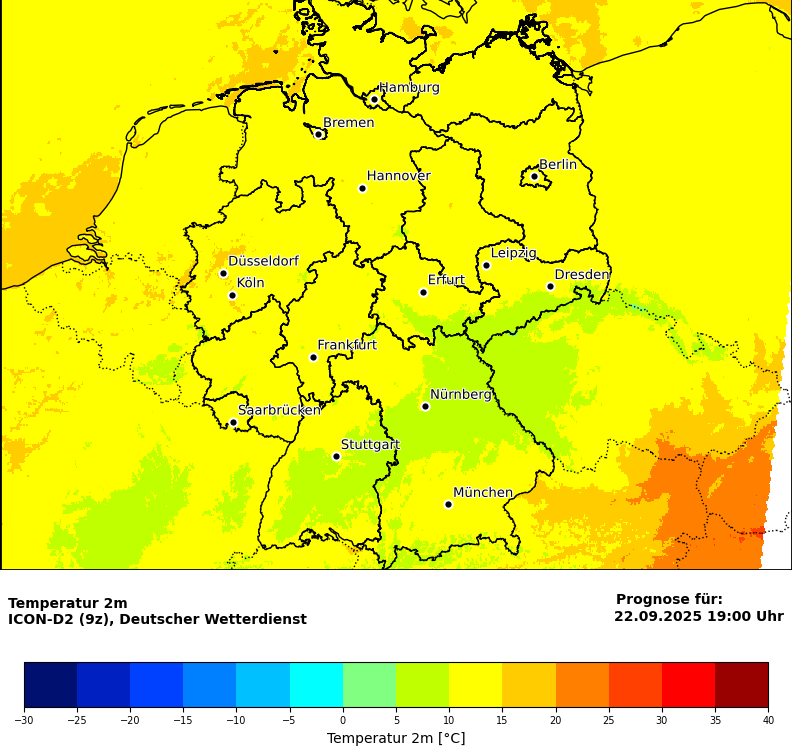 Hamburg
Bremen
Berlin
Hannover
Leipzig
Düsseldorf
Dresden
Köln
Erfurt
Frankfurt
Nürnberg
Saarbrücken
Stuttgart
München
Temperatur 2m
ICON-D2 (9z), Deutscher Wetterdienst
Prognose für:
22.09.2025 19:00 Uhr
−30 −25 −20 −15 −10 −5 0 5 10 15 20 25 30 35 40
Temperatur 2m [°C]